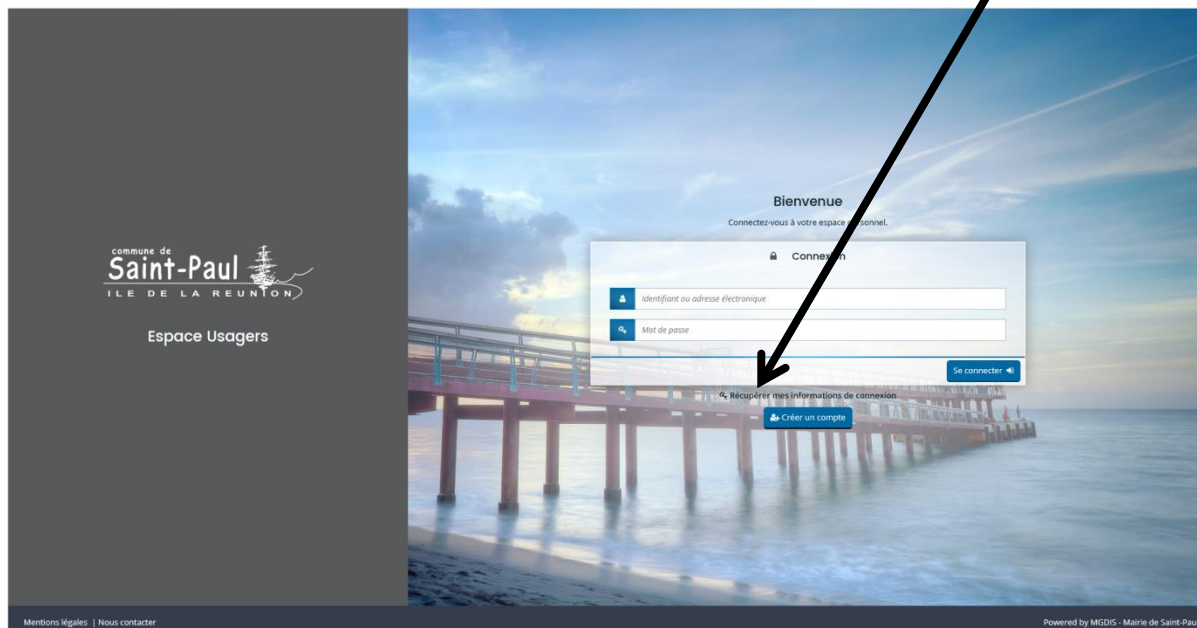 commune de
Saint-Paul
ILE DE LA REUNION
Espace Usagers
Bienvenue
Connectez-vous à votre espace personnel.
Connexion
Identifiant ou adresse électronique
Mot de passe
Se connecter
Récupérer mes informations de connexion
Créer un compte
Mentions légales | Nous contacter
Powered by MGDIS - Mairie de Saint-Paul